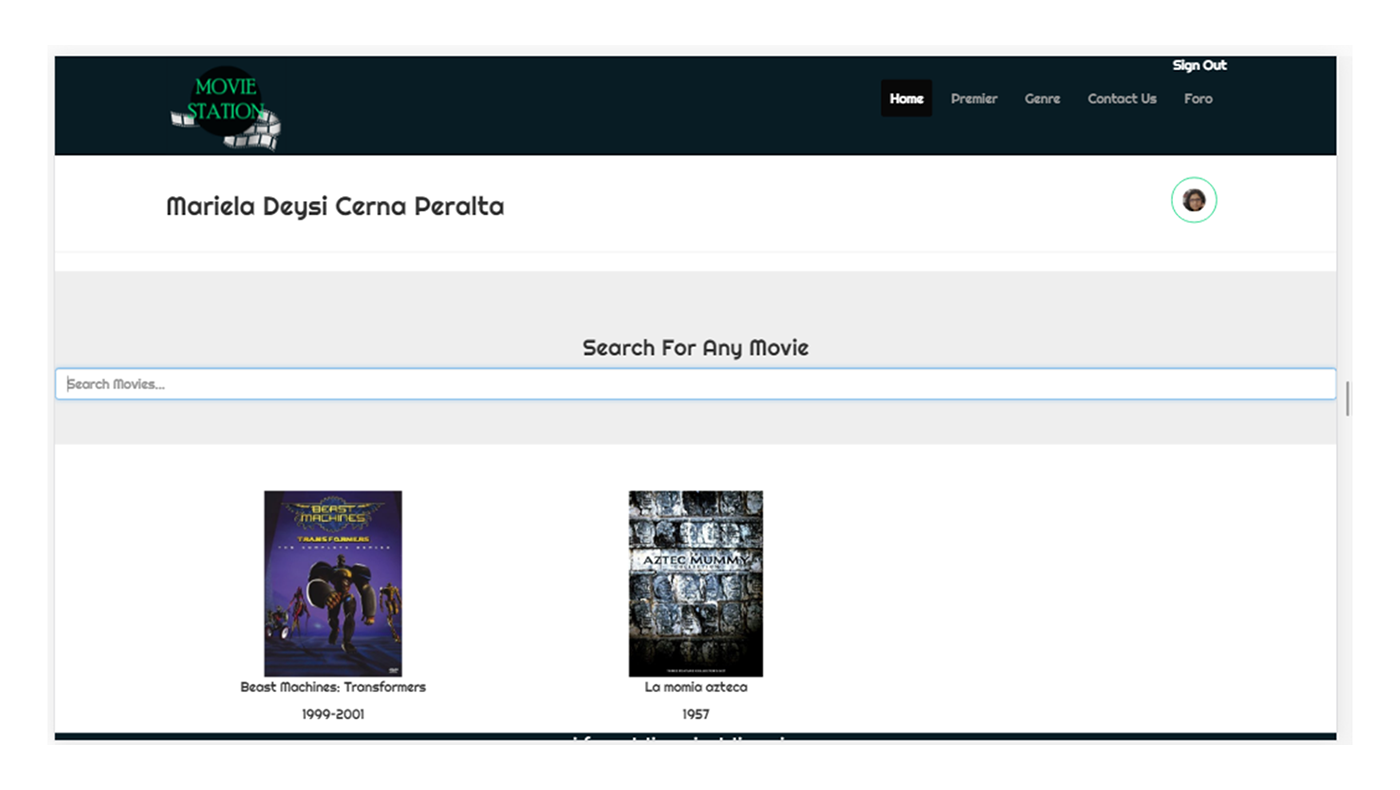 MOVIE
STATION
Sign Out
Home Premier Genre Contact Us Foro
Mariela Deysi Cerna Peralta
Search For Any Movie
Search Movies...
BEAST
MACHINES
TRANSFORMERS
THE COMPLETE SERIES
AZTEC MUMMY
COLLECTION
Beast Machines: Transformers
La momia azteca
1999-2001
1957